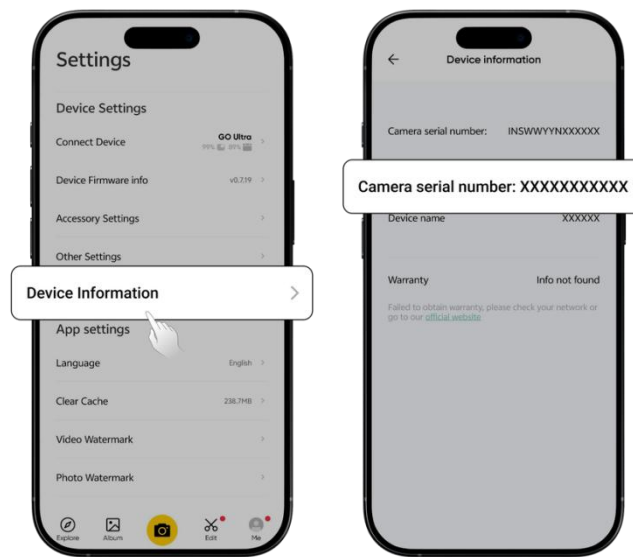 Settings
Device Settings
Connect Device GO Ultra
99% 89%
Device Firmware info v0.7.19
Accessory Settings
Other Settings
Device Information
App settings
Language English
Clear Cache 238.7MB
Video Watermark
Photo Watermark
Explore Album Edit Me
Device information
Camera serial number: INSWWYYNXXXXXX
Camera serial number: XXXXXXXXXXX
Device name XXXXXX
Warranty Info not found
Failed to obtain warranty, please check your network or
go to our official website